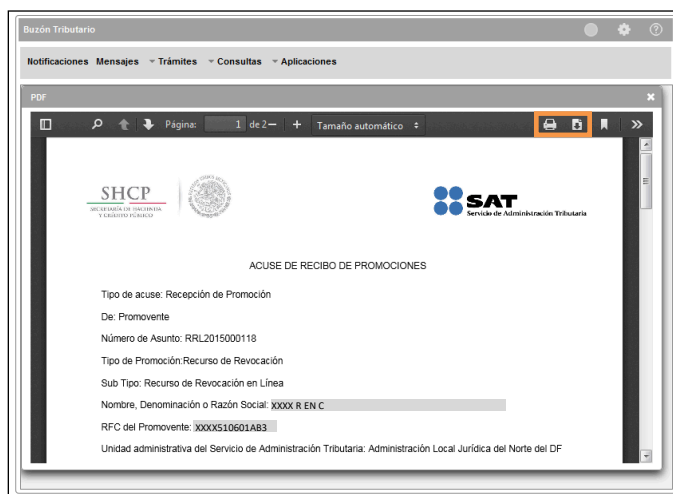 Buzón Tributario
Notificaciones Mensajes Trámites Consultas Aplicaciones
PDF
Página: 1 de 2 Tamaño automático
SHCP
SECRETARÍA DE HACIENDA
Y CRÉDITO PÚBLICO
SAT
Servicio de Administración Tributaria
ACUSE DE RECIBO DE PROMOCIONES
Tipo de acuse: Recepción de Promoción
De: Promovente
Número de Asunto: RRL2015000118
Tipo de Promoción:Recurso de Revocación
Sub Tipo: Recurso de Revocación en Línea
Nombre, Denominación o Razón Social: XXXX R EN C
RFC del Promovente: XXXX510601AB3
Unidad administrativa del Servicio de Administración Tributaria: Administración Local Jurídica del Norte del DF